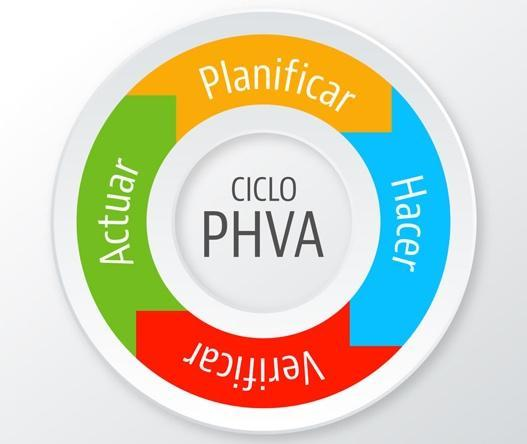 Planificar
Hacer
Verificar
Actuar
CICLO
PHVA